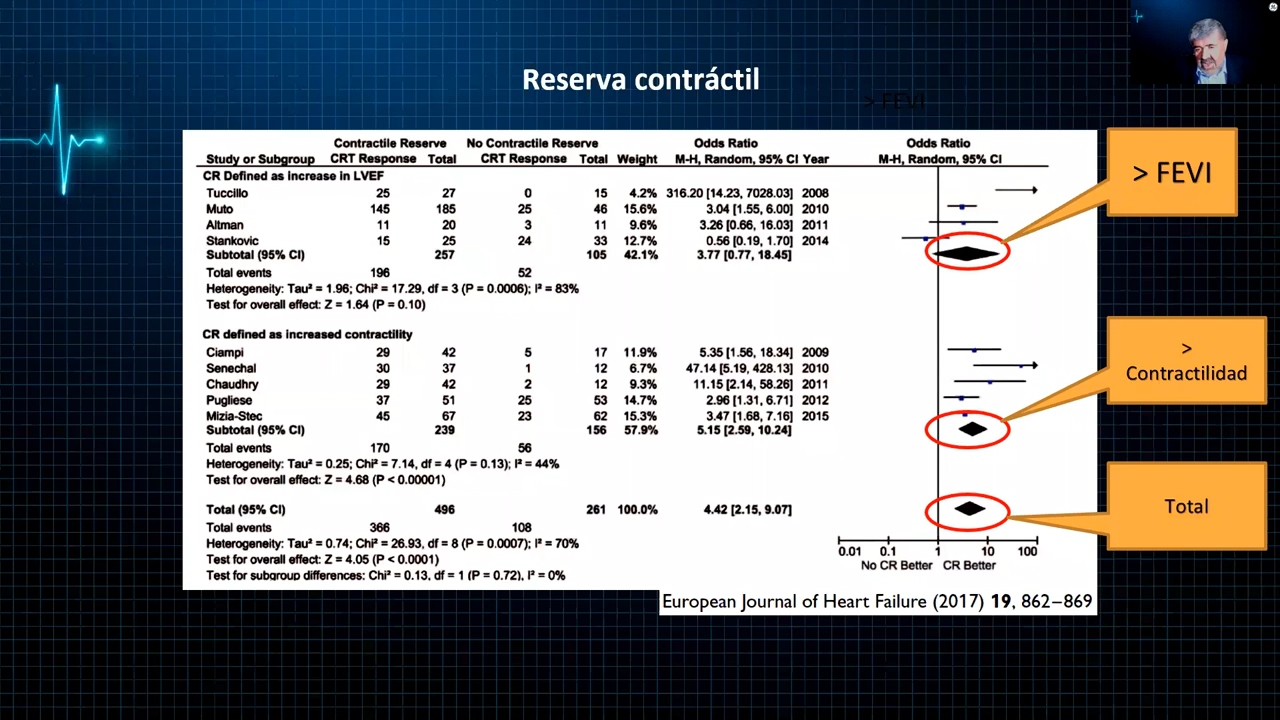 Reserva contráctil
> FEVI
Contractile Reserve No Contractile Reserve Odds Ratio Odds Ratio
Study or Subgroup CRT Response Total CRT Response Total Weight M-H, Random, 95% CI Year M-H, Random, 95% CI
CR Defined as increase in LVEF
Tuccillo 25 27 0 15 4.2% 316.20 [14.23, 7028.03] 2008
Muto 145 185 25 46 15.6% 3.04 [1.55, 6.00] 2010
Altman 11 20 3 11 9.6% 3.26 [0.66, 16.03] 2011
Stankovic 15 25 24 33 12.7% 0.56 [0.19, 1.70] 2014
Subtotal (95% CI) 257 105 42.1% 3.77 [0.77, 18.45]
Total events 196 52
Heterogeneity: Tau² = 1.96; Chi² = 17.29, df = 3 (P = 0.0006); I² = 83%
Test for overall effect: Z = 1.64 (P = 0.10)
CR defined as increased contractility
Ciampi 29 42 5 17 11.9% 5.35 [1.56, 18.34] 2009
Senechal 30 37 1 12 6.7% 47.14 [5.19, 428.13] 2010
Chaudhry 29 42 2 12 9.3% 11.15 [2.14, 58.26] 2011
Pugliese 37 51 25 53 14.7% 2.96 [1.31, 6.71] 2012
Mizia-Stec 45 67 23 62 15.3% 3.47 [1.68, 7.16] 2015
Subtotal (95% CI) 239 156 57.9% 5.15 [2.59, 10.24]
Total events 170 56
Heterogeneity: Tau² = 0.25; Chi² = 7.14, df = 4 (P = 0.13); I² = 44%
Test for overall effect: Z = 4.68 (P < 0.00001)
Total (95% CI) 496 261 100.0% 4.42 [2.15, 9.07]
Total events 366 108
Heterogeneity: Tau² = 0.74; Chi² = 26.93, df = 8 (P = 0.0007); I² = 70%
Test for overall effect: Z = 4.05 (P < 0.0001)
Test for subgroup differences: Chi² = 0.13, df = 1 (P = 0.72), I² = 0%
0.01 0.1 1 10 100
No CR Better CR Better
> FEVI
>
Contractilidad
Total
European Journal of Heart Failure (2017) 19, 862–869